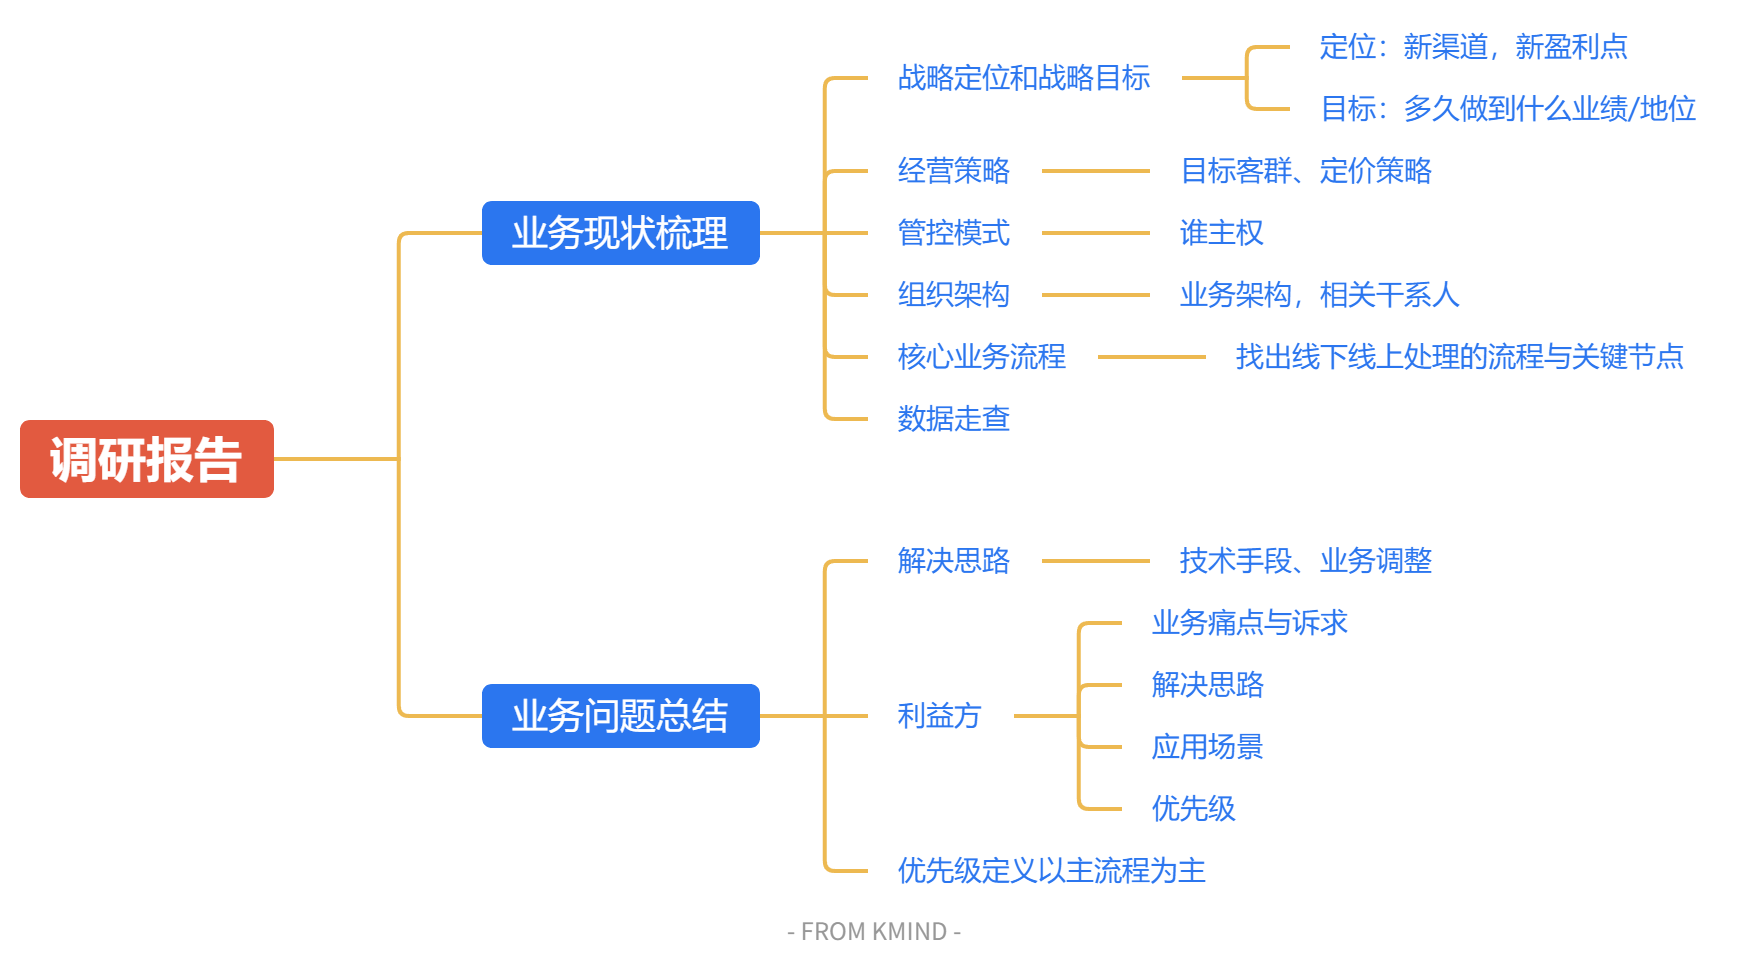 调研报告
业务现状梳理
战略定位和战略目标
定位：新渠道，新盈利点
目标：多久做到什么业绩/地位
经营策略
目标客群、定价策略
管控模式
谁主权
组织架构
业务架构，相关干系人
核心业务流程
找出线下线上处理的流程与关键节点
数据走查
业务问题总结
解决思路
技术手段、业务调整
利益方
业务痛点与诉求
解决思路
应用场景
优先级
优先级定义以主流程为主
- FROM KMIND -